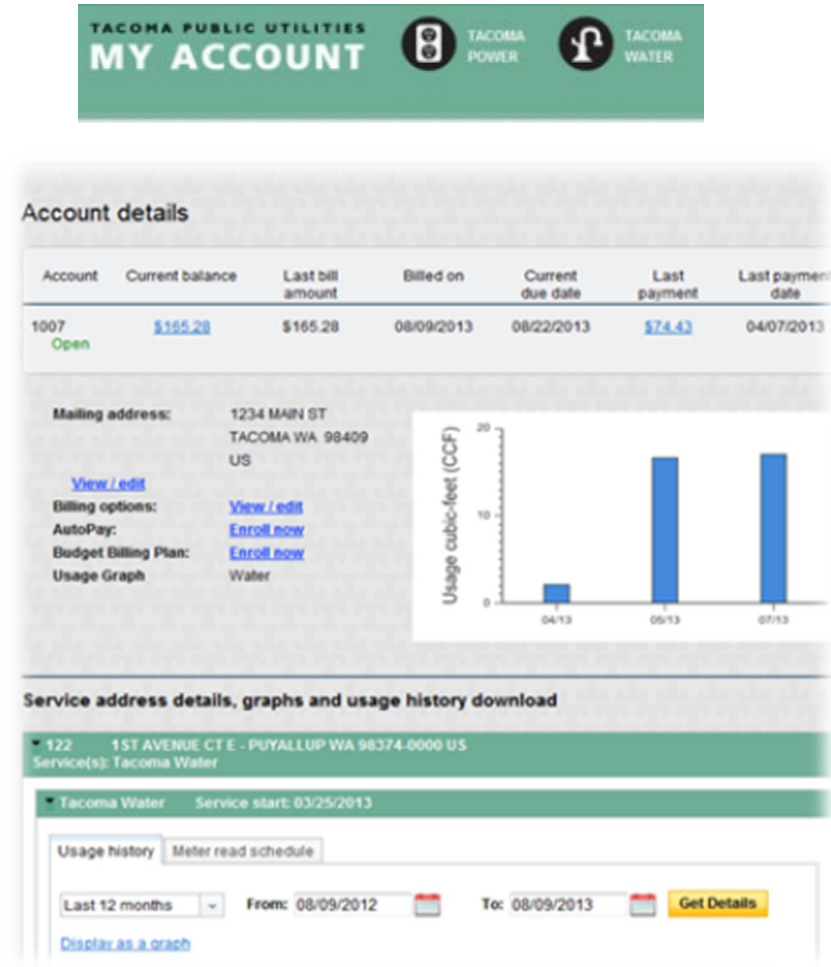 TACOMA PUBLIC UTILITIES
MY ACCOUNT
TACOMA
POWER
TACOMA
WATER
Account details
Account Current balance Last bill amount Billed on Current due date Last payment Last payment date
1007 $165.28 $165.28 08/09/2013 08/22/2013 $74.43 04/07/2013
Open
Mailing address: 1234 MAIN ST
TACOMA WA 98409
US
View / edit
Billing options: View / edit
AutoPay: Enroll now
Budget Billing Plan: Enroll now
Usage Graph Water
Usage cubic-feet (CCF)
20
10
0
04/13 05/13 07/13
Service address details, graphs and usage history download
122 1ST AVENUE CT E - PUYALLUP WA 98374-0000 US
Service(s): Tacoma Water
Tacoma Water Service start: 03/25/2013
Usage history Meter read schedule
Last 12 months From: 08/09/2012 To: 08/09/2013 Get Details
Display as a graph